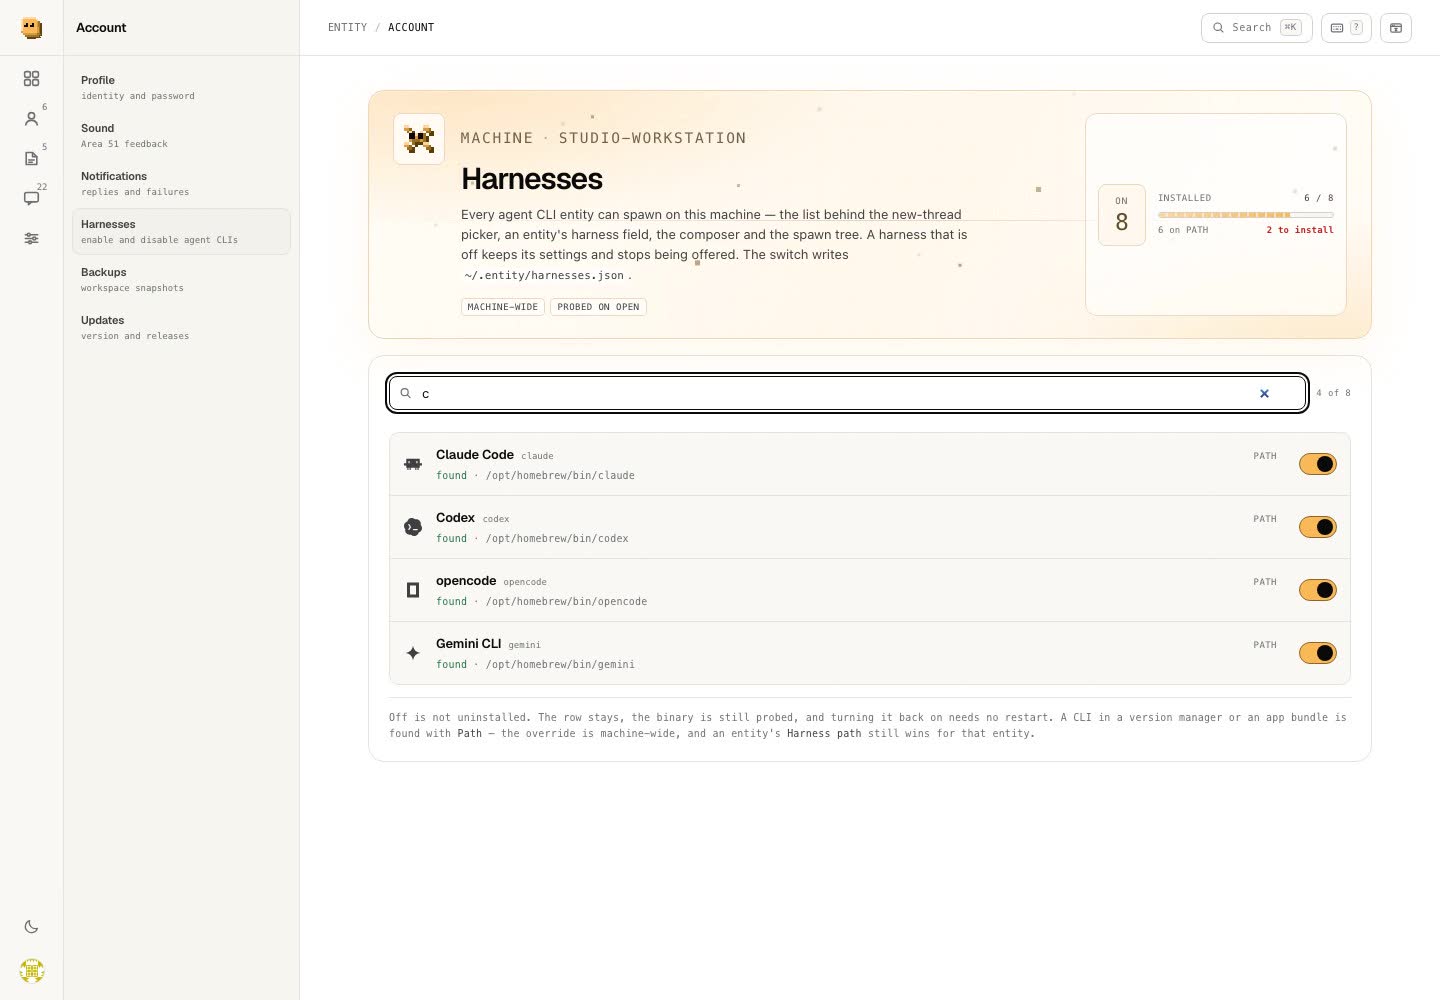 Account
ENTITY / ACCOUNT
Search ⌘K
?
6
5
22
Profile
identity and password
Sound
Area 51 feedback
Notifications
replies and failures
Harnesses
enable and disable agent CLIs
Backups
workspace snapshots
Updates
version and releases
MACHINE · STUDIO-WORKSTATION
Harnesses
Every agent CLI entity can spawn on this machine — the list behind the new-thread
picker, an entity's harness field, the composer and the spawn tree. A harness that is
off keeps its settings and stops being offered. The switch writes
~/.entity/harnesses.json .
MACHINE-WIDE PROBED ON OPEN
ON
8
INSTALLED 6 / 8
6 on PATH 2 to install
c
4 of 8
Claude Code claude PATH
found · /opt/homebrew/bin/claude
Codex codex PATH
found · /opt/homebrew/bin/codex
opencode opencode PATH
found · /opt/homebrew/bin/opencode
Gemini CLI gemini PATH
found · /opt/homebrew/bin/gemini
Off is not uninstalled. The row stays, the binary is still probed, and turning it back on needs no restart. A CLI in a version manager or an app bundle is
found with Path — the override is machine-wide, and an entity's Harness path still wins for that entity.